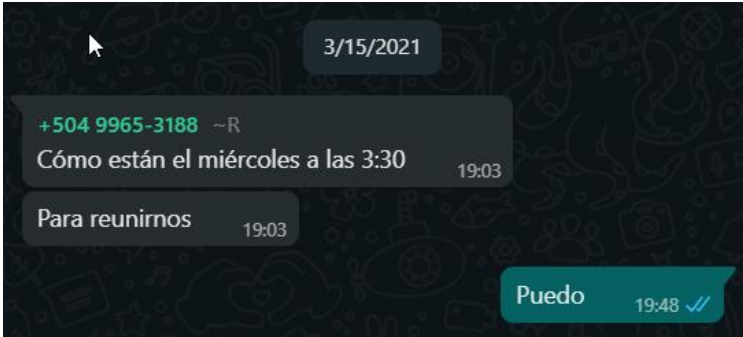 3/15/2021
+504 9965-3188 ~R
Cómo están el miércoles a las 3:30
19:03
Para reunirnos
19:03
Puedo
19:48